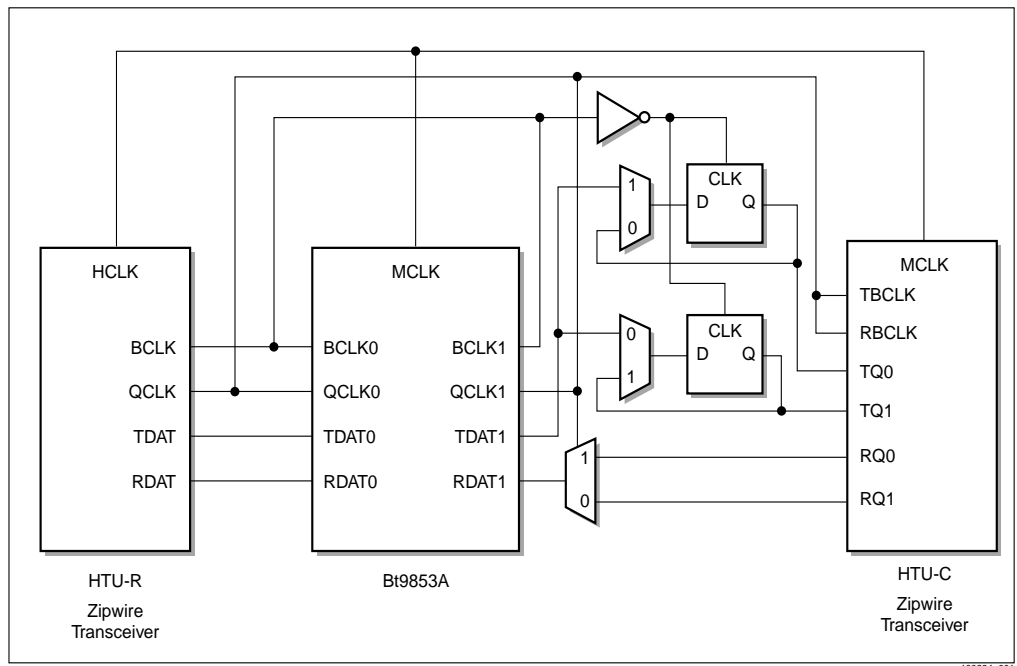 HCLK
BCLK
QCLK
TDAT
RDAT
HTU-R
Zipwire
Transceiver
MCLK
BCLK0
QCLK0
TDAT0
RDAT0
BCLK1
QCLK1
TDAT1
RDAT1
Bt9853A
1
0
CLK
D
Q
0
1
CLK
D
Q
1
0
MCLK
TBCLK
RBCLK
TQ0
TQ1
RQ0
RQ1
HTU-C
Zipwire
Transceiver